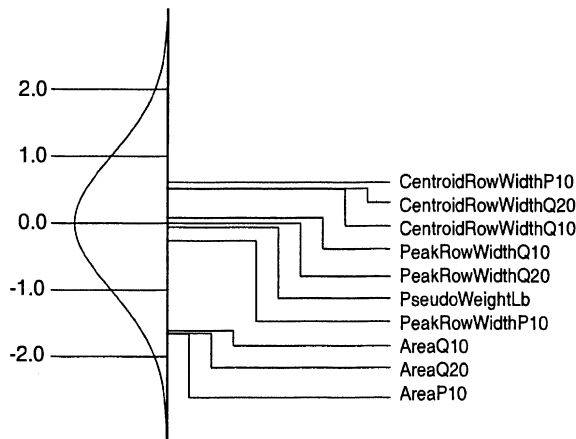 2.0
1.0
CentroidRowWidthP10
CentroidRowWidthQ20
0.0
CentroidRowWidthQ10
PeakRowWidthQ10
PeakRowWidthQ20
-1.0
PseudoWeightLb
PeakRowWidthP10
AreaQ10
-2.0
AreaQ20
AreaP10